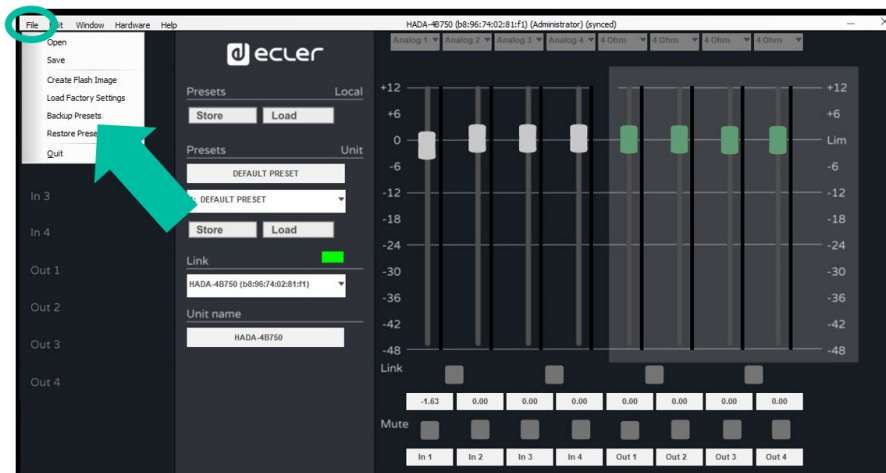 File Edit Window Hardware Help
HADA-4B750 (b8:96:74:02:81:f1) (Administrator) (synced)
Open
Save
Create Flash Image
Load Factory Settings
Backup Presets
Restore
Quit
In 3
In 4
Out 1
Out 2
Out 3
Out 4
ecler
Presets Local
Store Load
Presets Unit
DEFAULT PRESET
DEFAULT PRESET
Store Load
Link
HADA-4B750 (b8:96:74:02:81:f1)
Unit name
HADA-4B750
Analog 1 Analog 2 Analog 3 Analog 4 4 Ohm 4 Ohm 4 Ohm 4 Ohm
+12 +12
+6 +6
0 Lim
-6 -6
-12 -12
-18 -18
-24 -24
-30 -30
-36 -36
-42 -42
-48 -48
Link
-1.63 0.00 0.00 0.00 0.00 0.00 0.00 0.00
Mute
In 1 In 2 In 3 In 4 Out 1 Out 2 Out 3 Out 4